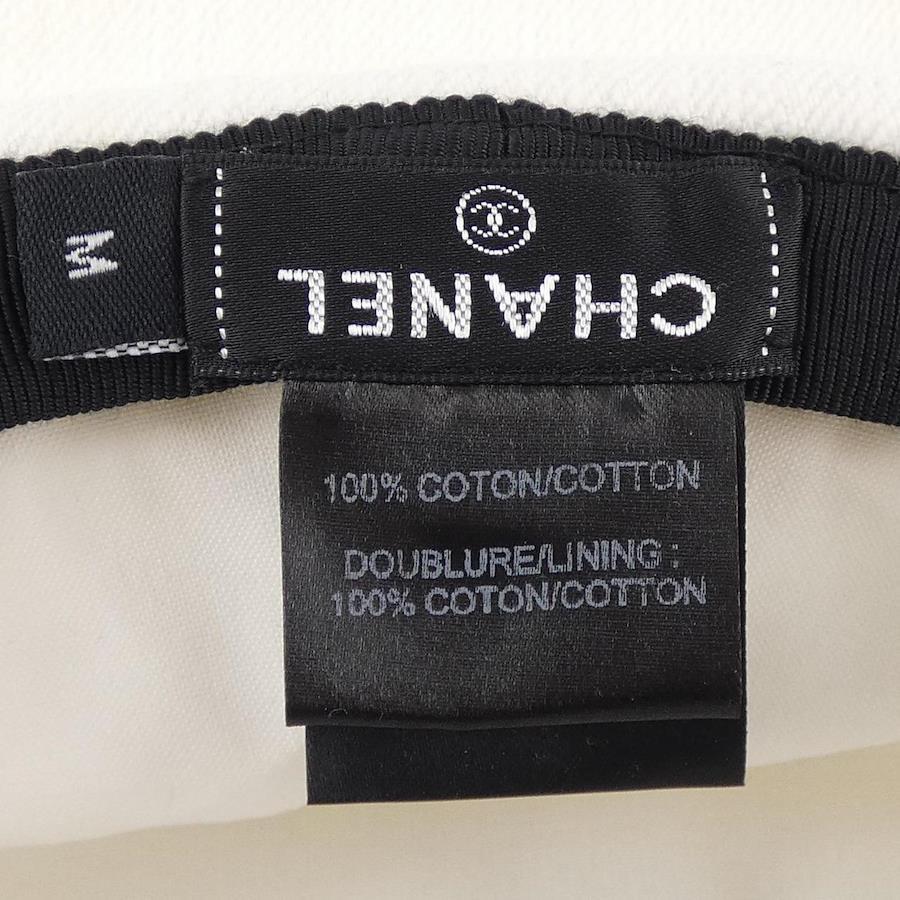 M
CHANEL
100% COTON/COTTON
DOUBLURE/LINING :
100% COTON/COTTON